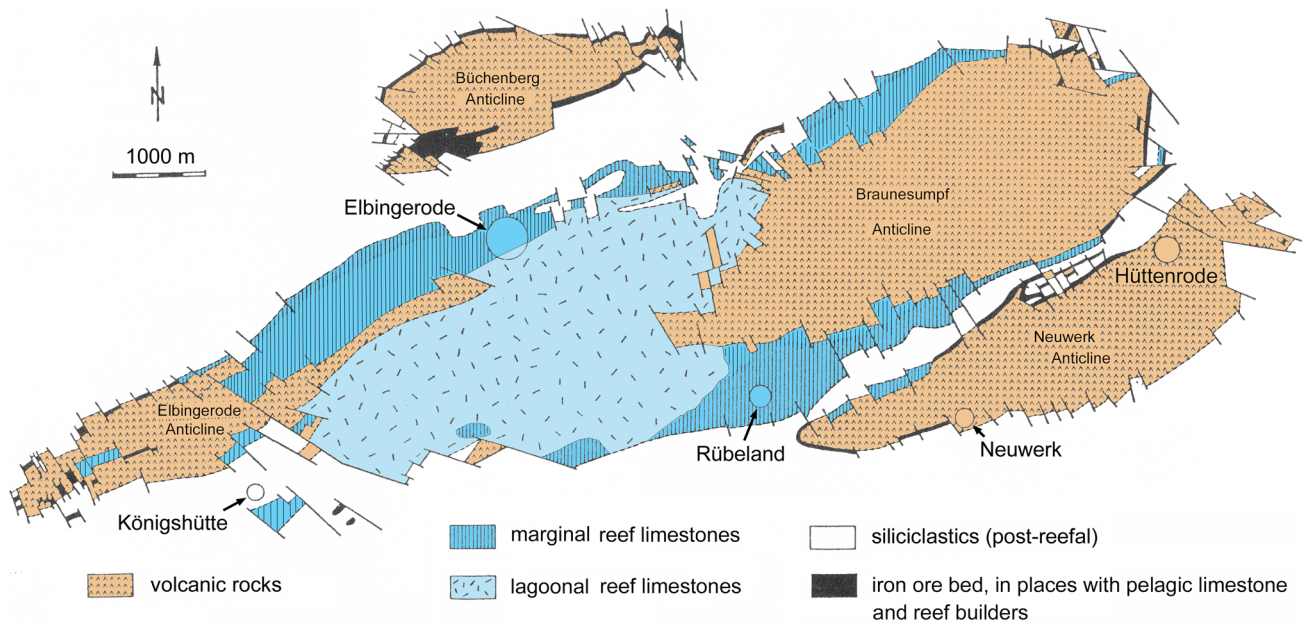 Büchenberg
Anticline
N
1000 m
Elbingerode
Braunesumpf
Anticline
Hüttenrode
Neuwerk
Anticline
Elbingerode
Anticline
Rübeland
Neuwerk
Königshütte
marginal reef limestones
siliciclastics (post-reefal)
volcanic rocks
lagoonal reef limestones
iron ore bed, in places with pelagic limestone
and reef builders